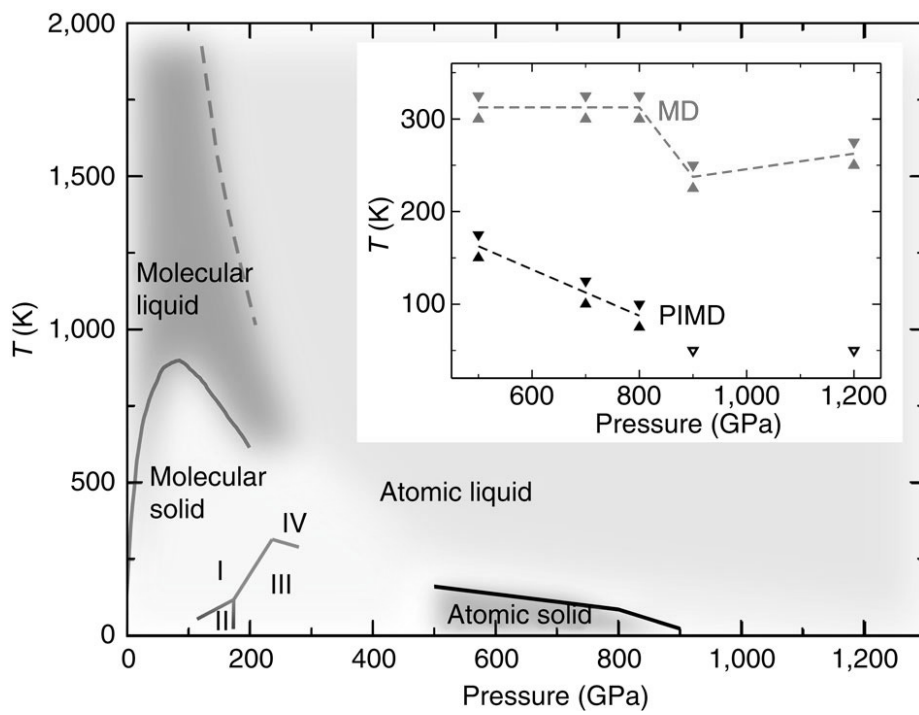 2,000
1,500
1,000
500
0
T (K)
0
200
400
600
800
1,000
1,200
Pressure (GPa)
Molecular
liquid
Molecular
solid
I
II
III
IV
Atomic liquid
Atomic solid
300
200
100
T (K)
MD
PIMD
600
800
1,000
1,200
Pressure (GPa)